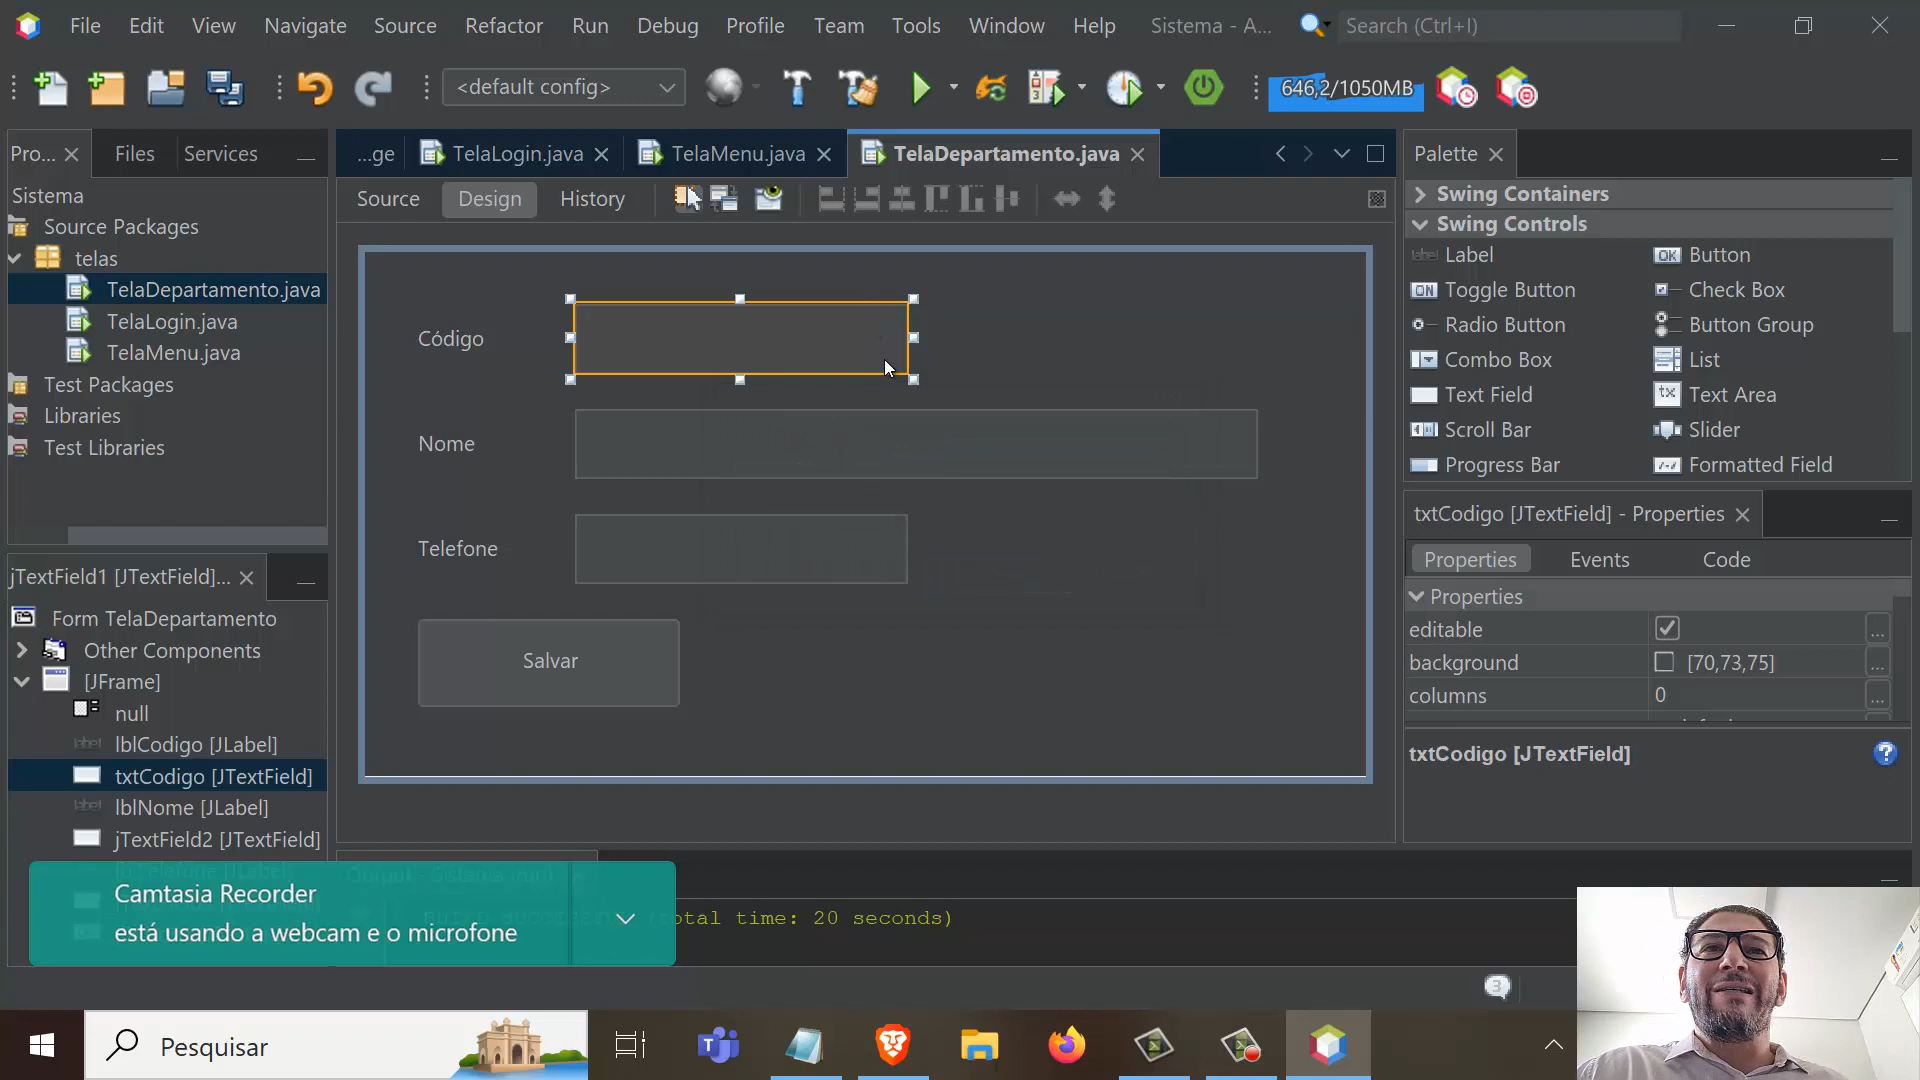 File Edit View Navigate Source Refactor Run Debug Profile Team Tools Window Help Sistema - A... Search (Ctrl+I)
<default config> 646,2/1050MB
Pro... Files Services
...ge TelaLogin.java TelaMenu.java TelaDepartamento.java
Palette
Source Design History
Sistema
Source Packages
telas
TelaDepartamento.java
TelaLogin.java
TelaMenu.java
Test Packages
Libraries
Test Libraries
Código
Nome
Telefone
Salvar
Swing Containers
Swing Controls
Label Button
Toggle Button Check Box
Radio Button Button Group
Combo Box List
Text Field Text Area
Scroll Bar Slider
Progress Bar Formatted Field
txtCodigo [JTextField] - Properties
Properties Events Code
Properties
editable ...
background [70,73,75] ...
columns 0 ...
txtCodigo [JTextField]
jTextField1 [JTextField]...
Form TelaDepartamento
Other Components
[JFrame]
null
lblCodigo [JLabel]
txtCodigo [JTextField]
lblNome [JLabel]
jTextField2 [JTextField]
Camtasia Recorder
está usando a webcam e o microfone
total time: 20 seconds)
3
Pesquisar